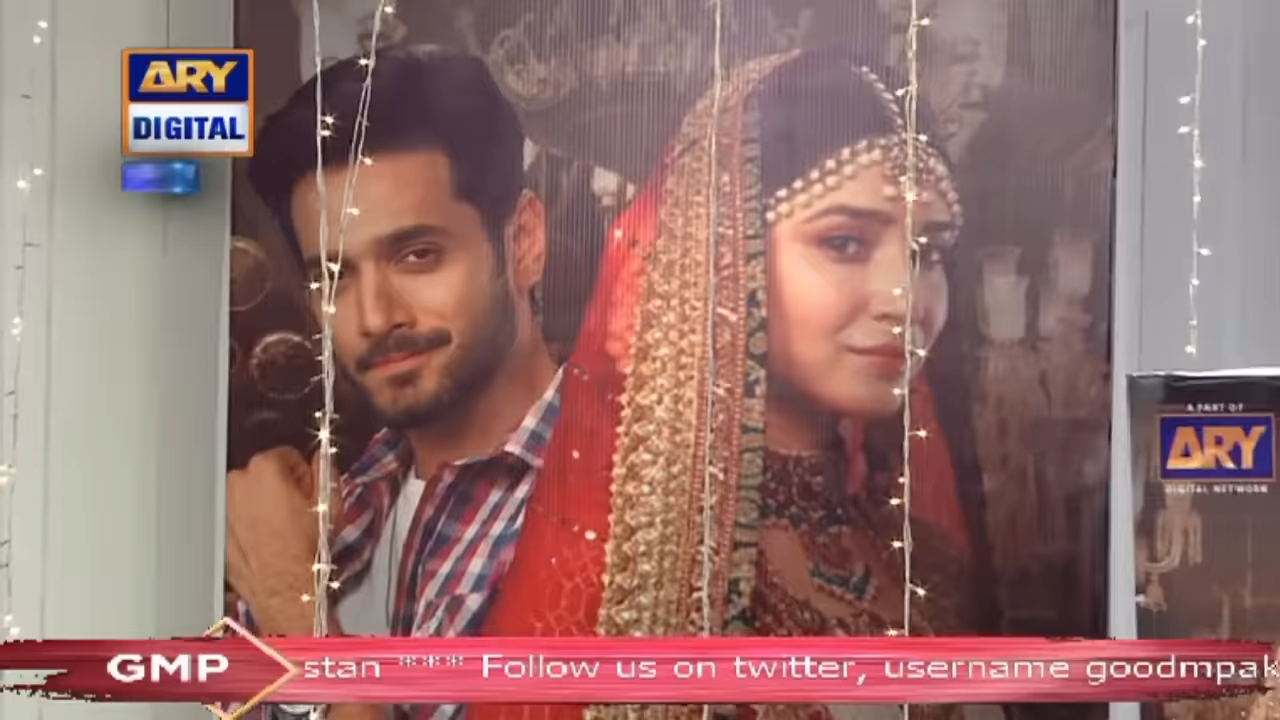 ARY
DIGITAL
A PART OF
ARY
DIGITAL NETWORK
GMP
stan *** Follow us on twitter, username goodmpak